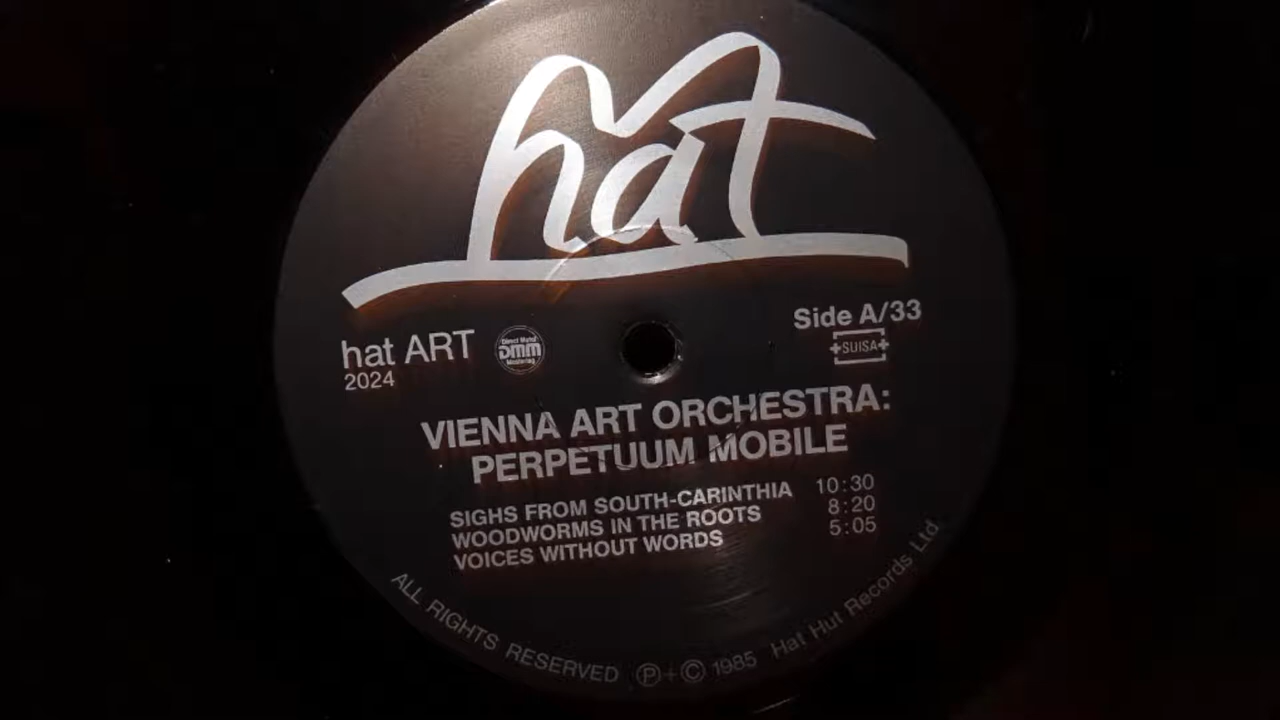 hat
hat ART
2024
Direct Metal
DMM
Mastering
Side A/33
SUISA
VIENNA ART ORCHESTRA:
PERPETUUM MOBILE
SIGHS FROM SOUTH-CARINTHIA 10:30
WOODWORMS IN THE ROOTS 8:20
VOICES WITHOUT WORDS 5:05
ALL RIGHTS RESERVED Ⓟ+© 1985 Hat Hut Records Ltd.